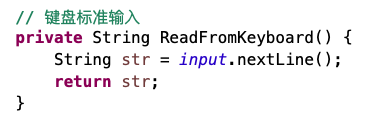 // 键盘标准输入
private String ReadFromKeyboard() {
    String str = input.nextLine();
    return str;
}